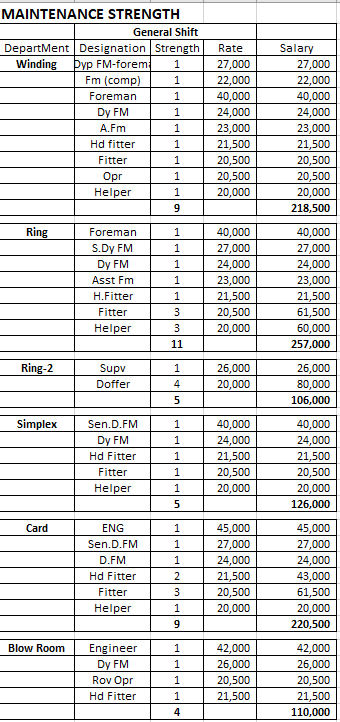 MAINTENANCE STRENGTH
General Shift
DepartMent Designation Strength Rate Salary
Winding Dyp FM-forem 1 27,000 27,000
Fm (comp) 1 22,000 22,000
Foreman 1 40,000 40,000
Dy FM 1 24,000 24,000
A.Fm 1 23,000 23,000
Hd fitter 1 21,500 21,500
Fitter 1 20,500 20,500
Opr 1 20,500 20,500
Helper 1 20,000 20,000
9 218,500
Ring Foreman 1 40,000 40,000
S.Dy FM 1 27,000 27,000
Dy FM 1 24,000 24,000
Asst Fm 1 23,000 23,000
H.Fitter 1 21,500 21,500
Fitter 3 20,500 61,500
Helper 3 20,000 60,000
11 257,000
Ring-2 Supv 1 26,000 26,000
Doffer 4 20,000 80,000
5 106,000
Simplex Sen.D.FM 1 40,000 40,000
Dy FM 1 24,000 24,000
Hd Fitter 1 21,500 21,500
Fitter 1 20,500 20,500
Helper 1 20,000 20,000
5 126,000
Card ENG 1 45,000 45,000
Sen.D.FM 1 27,000 27,000
D.FM 1 24,000 24,000
Hd Fitter 2 21,500 43,000
Fitter 3 20,500 61,500
Helper 1 20,000 20,000
9 220,500
Blow Room Engineer 1 42,000 42,000
Dy FM 1 26,000 26,000
Rov Opr 1 20,500 20,500
Hd Fitter 1 21,500 21,500
4 110,000